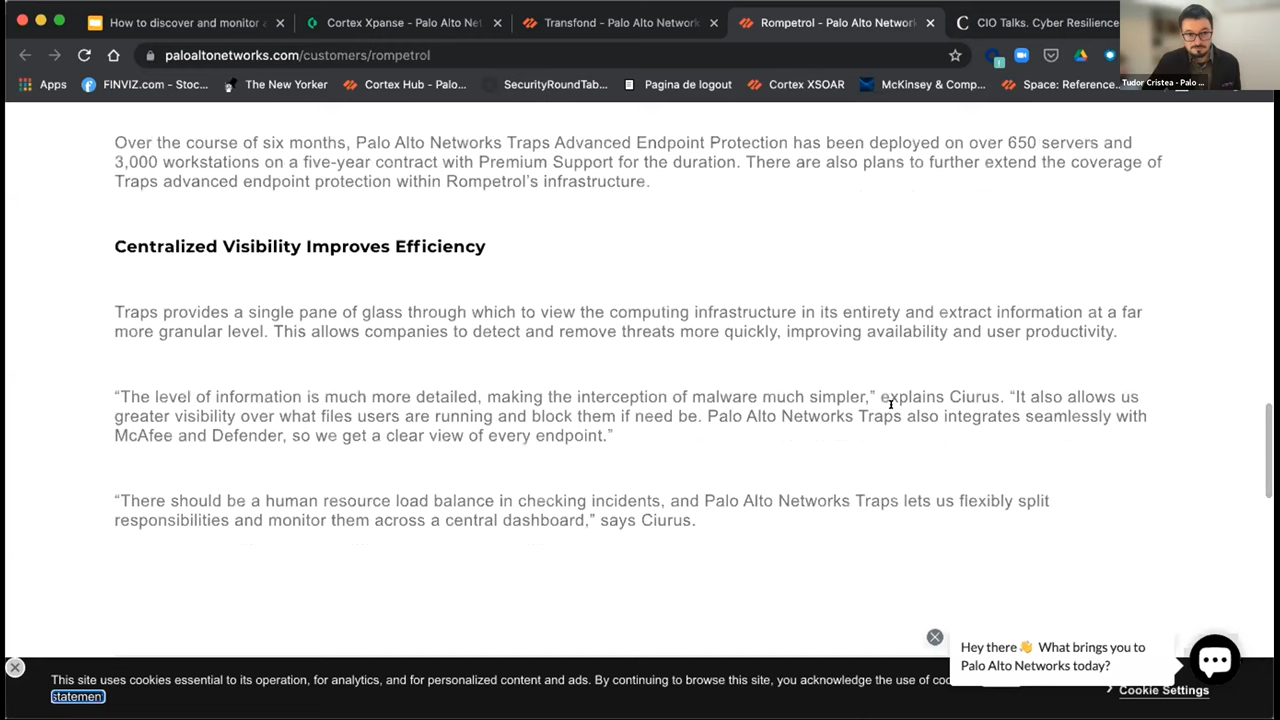 How to discover and monitor
Cortex Xpanse - Palo Alto Net
Transfond - Palo Alto Network
Rompetrol - Palo Alto Network
CIO Talks. Cyber Resilience
paloaltonetworks.com/customers/rompetrol
Tudor Cristea - Palo ...
Apps
FINVIZ.com - Stoc...
The New Yorker
Cortex Hub - Palo...
SecurityRoundTab...
Pagina de logout
Cortex XSOAR
McKinsey & Comp...
Space: Reference...
Over the course of six months, Palo Alto Networks Traps Advanced Endpoint Protection has been deployed on over 650 servers and
3,000 workstations on a five-year contract with Premium Support for the duration. There are also plans to further extend the coverage of
Traps advanced endpoint protection within Rompetrol’s infrastructure.
Centralized Visibility Improves Efficiency
Traps provides a single pane of glass through which to view the computing infrastructure in its entirety and extract information at a far
more granular level. This allows companies to detect and remove threats more quickly, improving availability and user productivity.
“The level of information is much more detailed, making the interception of malware much simpler,” explains Ciurus. “It also allows us
greater visibility over what files users are running and block them if need be. Palo Alto Networks Traps also integrates seamlessly with
McAfee and Defender, so we get a clear view of every endpoint.”
“There should be a human resource load balance in checking incidents, and Palo Alto Networks Traps lets us flexibly split
responsibilities and monitor them across a central dashboard,” says Ciurus.
Hey there 👋 What brings you to
Palo Alto Networks today?
This site uses cookies essential to its operation, for analytics, and for personalized content and ads. By continuing to browse this site, you acknowledge the use of coo
statement
Cookie Settings